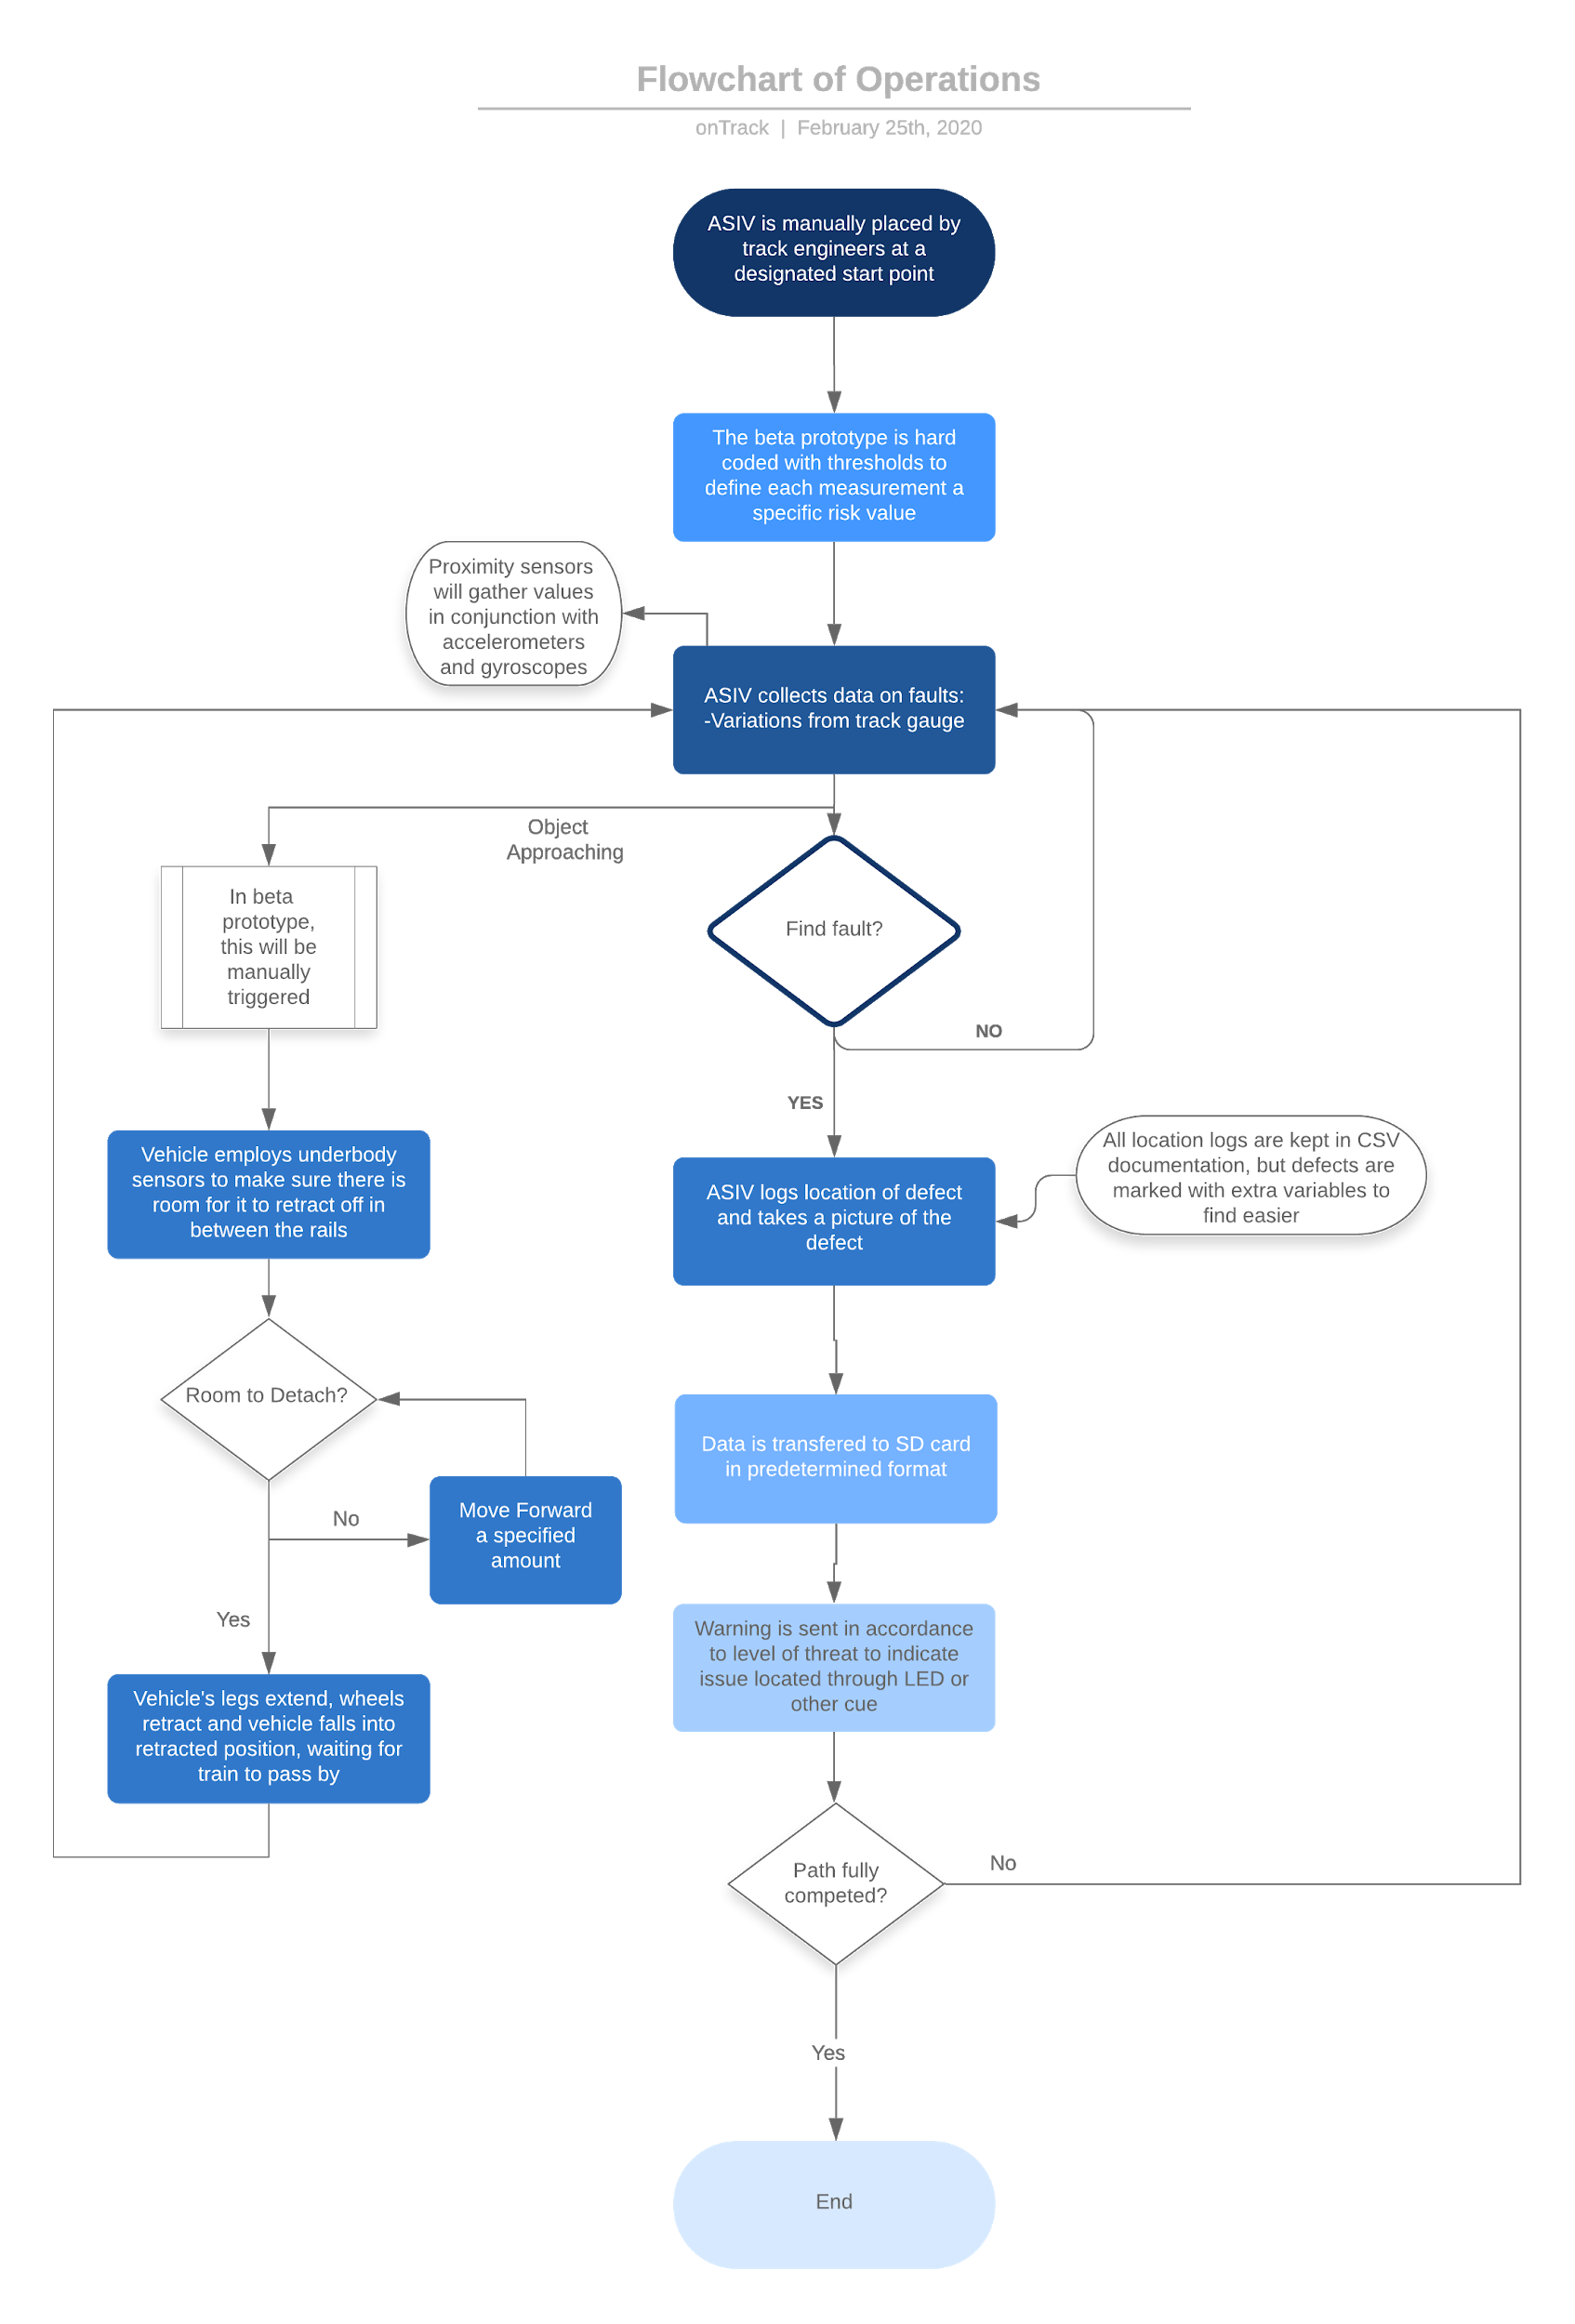 Flowchart of Operations
onTrack | February 25th, 2020
ASIV is manually placed by
track engineers at a
designated start point
The beta prototype is hard
coded with thresholds to
define each measurement a
specific risk value
Proximity sensors
will gather values
in conjunction with
accelerometers
and gyroscopes
ASIV collects data on faults:
-Variations from track gauge
Object
Approaching
In beta
prototype,
this will be
manually
triggered
Find fault?
NO
YES
Vehicle employs underbody
sensors to make sure there is
room for it to retract off in
between the rails
ASIV logs location of defect
and takes a picture of the
defect
All location logs are kept in CSV
documentation, but defects are
marked with extra variables to
find easier
Room to Detach?
No
Move Forward
a specified
amount
Yes
Data is transfered to SD card
in predetermined format
Warning is sent in accordance
to level of threat to indicate
issue located through LED or
other cue
Vehicle's legs extend, wheels
retract and vehicle falls into
retracted position, waiting for
train to pass by
Path fully
competed?
No
Yes
End